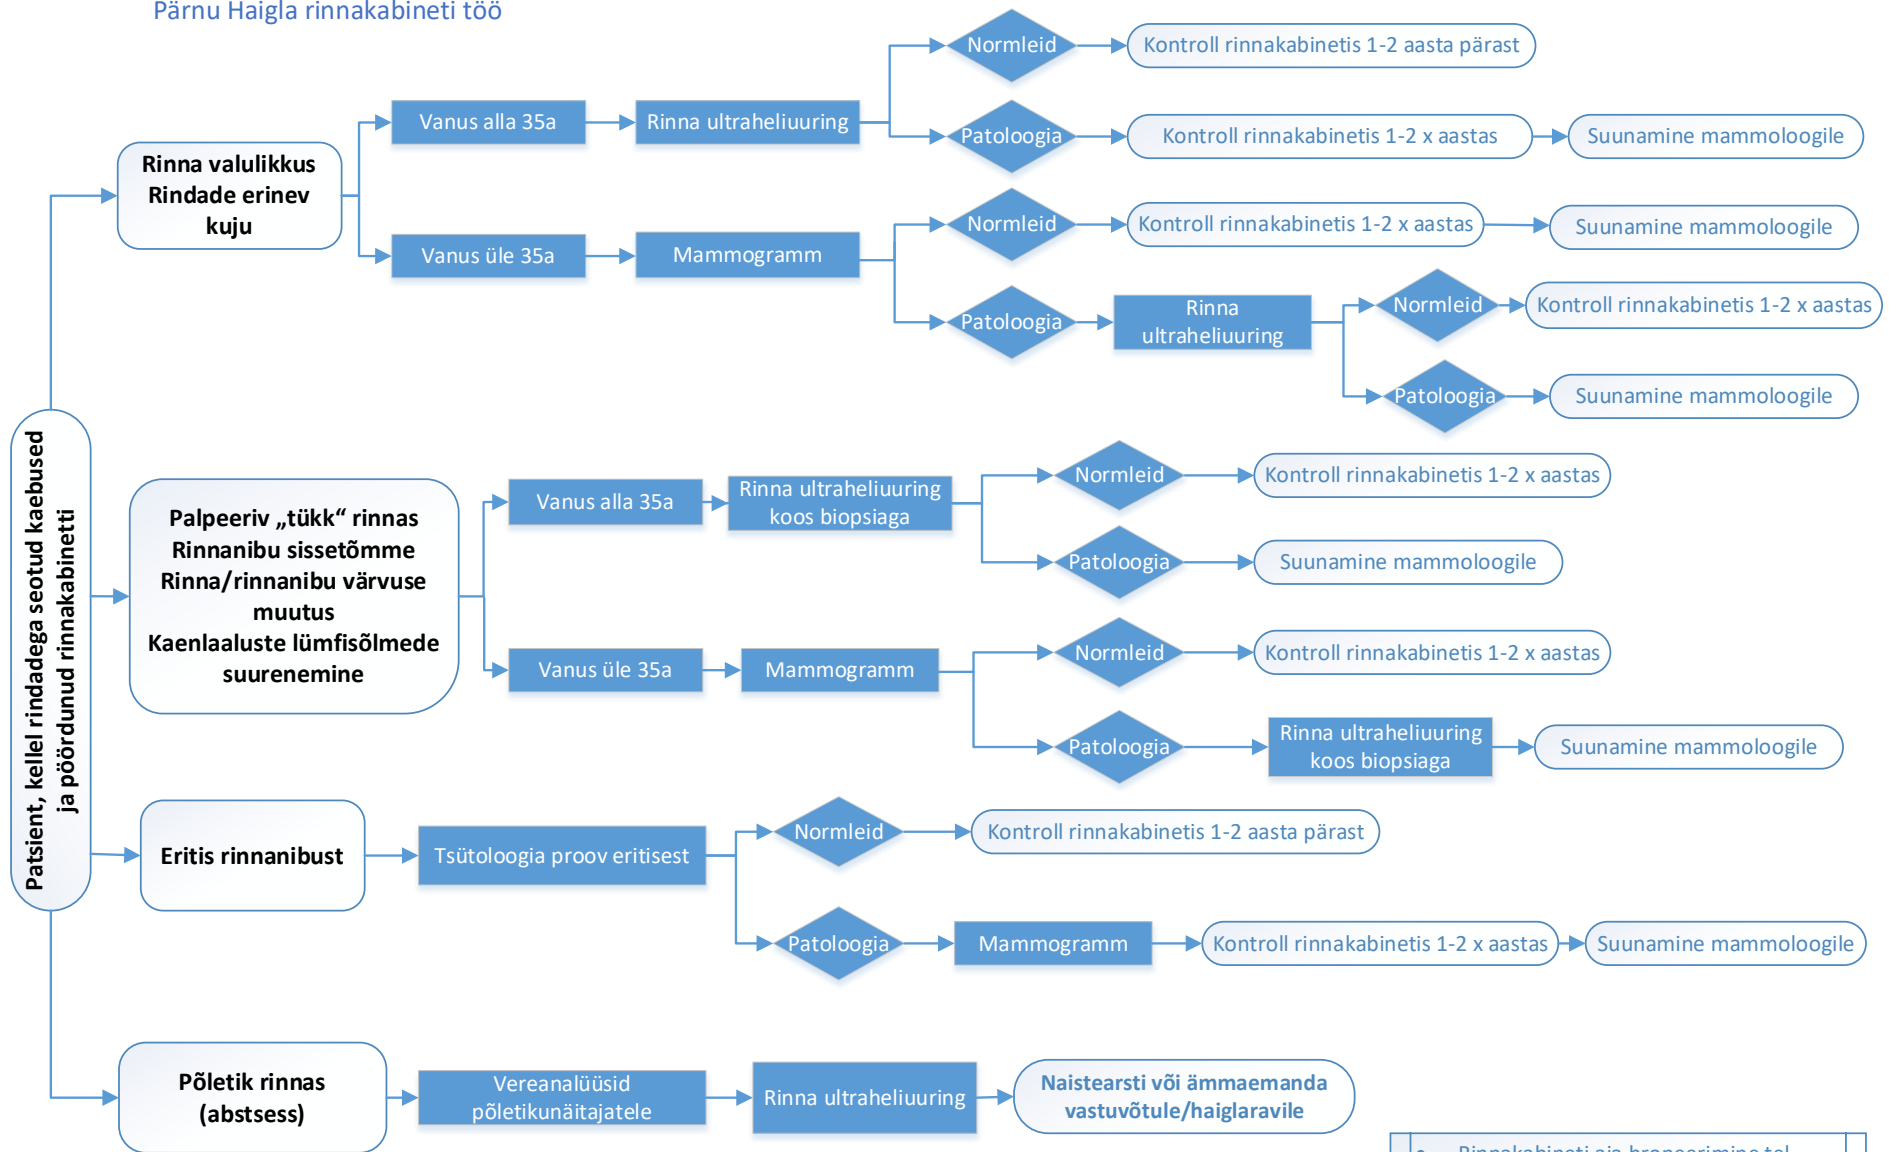 Pärnu Haigla rinnakabineti töö
Patsient, kellel rindadega seotud kaebused
ja pöördunud rinnakabinetti
Rinna valulikkus
Rindade erinev
kuju
Vanus alla 35a
Rinna ultraheliuuring
Normleid
Kontroll rinnakabinetis 1-2 aasta pärast
Patoloogia
Kontroll rinnakabinetis 1-2 x aastas
Suunamine mammoloogile
Vanus üle 35a
Mammogramm
Normleid
Kontroll rinnakabinetis 1-2 x aastas
Suunamine mammoloogile
Patoloogia
Rinna
ultraheliuuring
Normleid
Kontroll rinnakabinetis 1-2 x aastas
Patoloogia
Suunamine mammoloogile
Palpeeriv „tükk“ rinnas
Rinnanibu sissetõmme
Rinna/rinnanibu värvuse
muutus
Kaenlaaluste lümfisõlmede
suurenemine
Vanus alla 35a
Rinna ultraheliuuring
koos biopsiaga
Normleid
Kontroll rinnakabinetis 1-2 x aastas
Patoloogia
Suunamine mammoloogile
Vanus üle 35a
Mammogramm
Normleid
Kontroll rinnakabinetis 1-2 x aastas
Patoloogia
Rinna ultraheliuuring
koos biopsiaga
Suunamine mammoloogile
Eritis rinnanibust
Tsütoloogia proov eritisest
Normleid
Kontroll rinnakabinetis 1-2 aasta pärast
Patoloogia
Mammogramm
Kontroll rinnakabinetis 1-2 x aastas
Suunamine mammoloogile
Põletik rinnas
(abstsess)
Vereanalüüsid
põletikunäitajatele
Rinna ultraheliuuring
Naistearsti või ämmaemanda
vastuvõtule/haiglaravile
Rinnakabineti aja broneerimine tel